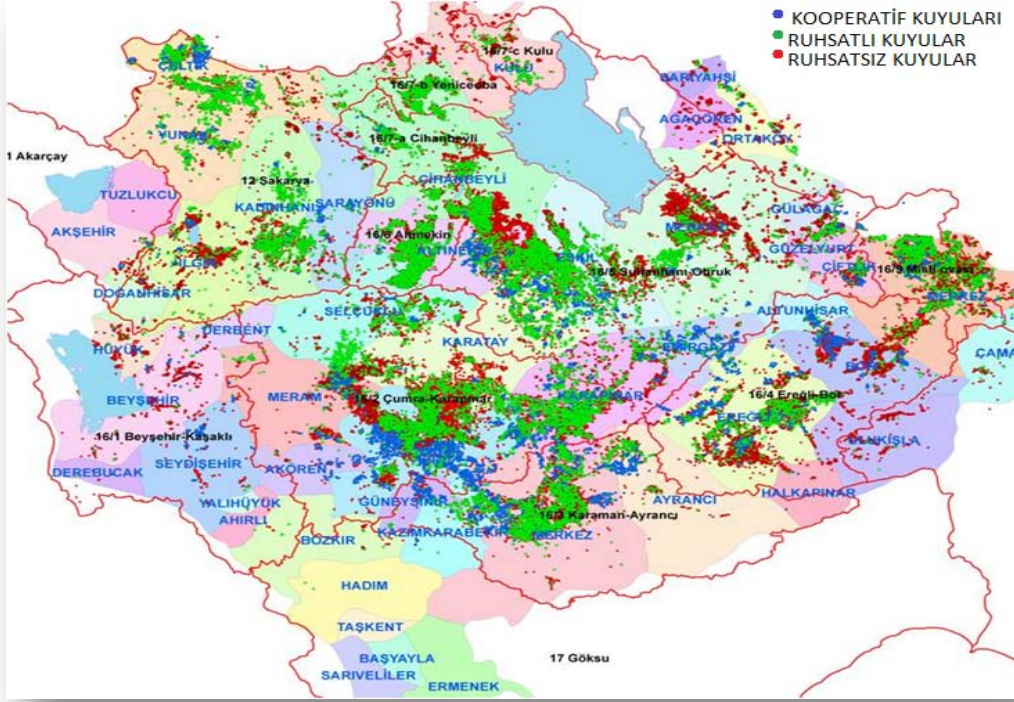 KOOPERATİF KUYULARI
RUHSATLI KUYULAR
RUHSATSIZ KUYULAR
16/7-c Kulu
KULU
ÇELTİK
SARIYAHŞİ
16/7-b Yeniceoba
AĞAÇÖREN
ORTAKÖY
YUNAK
16/7-a Cihanbeyli
1 Akarçay
CİHANBEYLİ
12 Sakarya
TUZLUKÇU
KADINHANI
SARAYÖNÜ
GÜLAĞAÇ
AKŞEHİR
MERKEZ
16/6 Altınekin
ALTINEKİN
GÜZELYURT
ILGIN
ESKİL
16/5 Sultanhanı-Obruk
ÇİFTLİK
16/9 Misli ovası
DOĞANHİSAR
MERKEZ
SELÇUKLU
ALTUNHİSAR
DERBENT
KARATAY
HÜYÜK
EMİRGAZİ
ÇAMA
BOR
MERAM
KARAPINAR
16/4 Ereğli-Bor
BEYŞEHİR
16/2 Çumra-Karapınar
EREĞLİ
16/1 Beyşehir-Kaşaklı
ULUKIŞLA
SEYDİŞEHİR
DEREBUCAK
AKÖREN
HALKAPINAR
YALIHÜYÜK
GÜNEYSINIR
AYRANCI
AHIRLI
16/3 Karaman-Ayrancı
KAZIMKARABEKİR
MERKEZ
BOZKIR
HADIM
TAŞKENT
BAŞYAYLA
17 Göksu
SARIVELİLER
ERMENEK